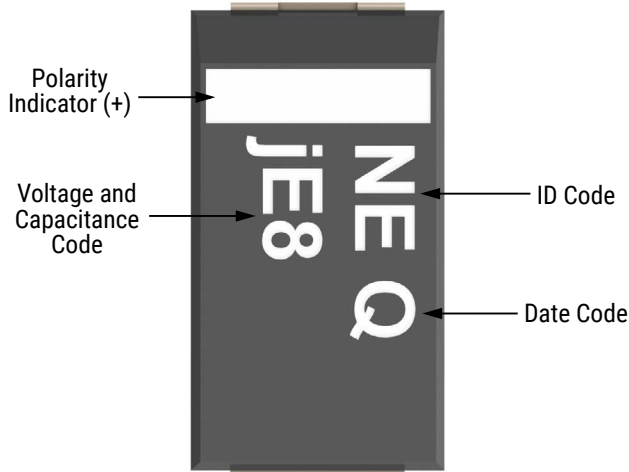 Polarity
Indicator (+)
Voltage and
Capacitance
Code
NE Q
jE8
ID Code
Date Code